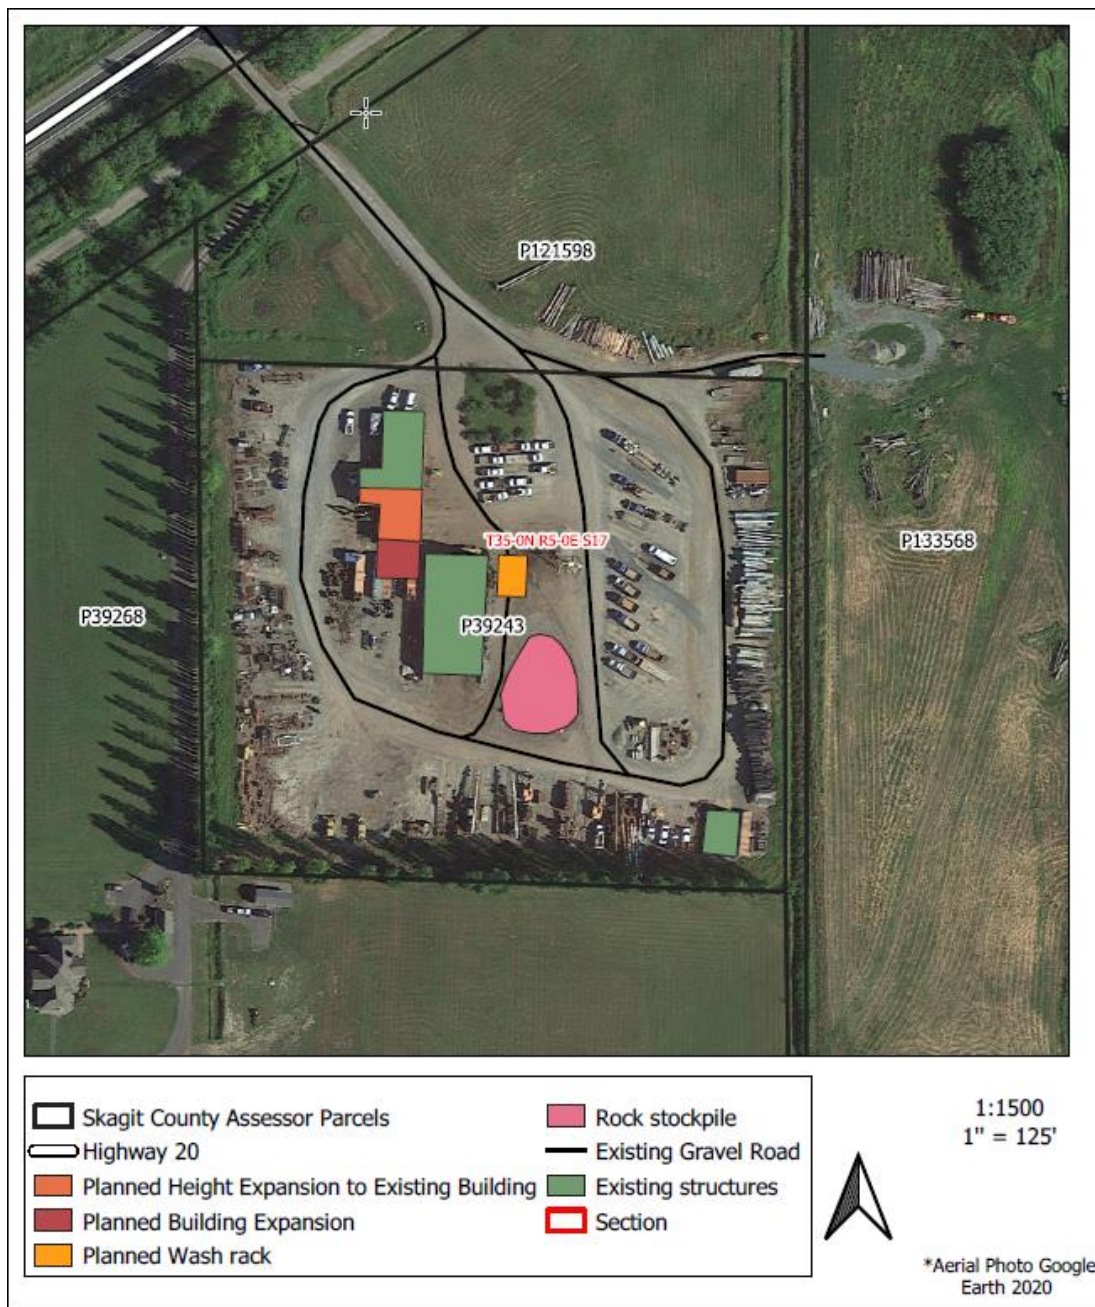 P121598
P133568
T35-0N R5-0E S17
P39268
P39243
Skagit County Assessor Parcels
Highway 20
Planned Height Expansion to Existing Building
Planned Building Expansion
Planned Wash rack
Rock stockpile
Existing Gravel Road
Existing structures
Section
1:1500
1" = 125'
*Aerial Photo Google
Earth 2020